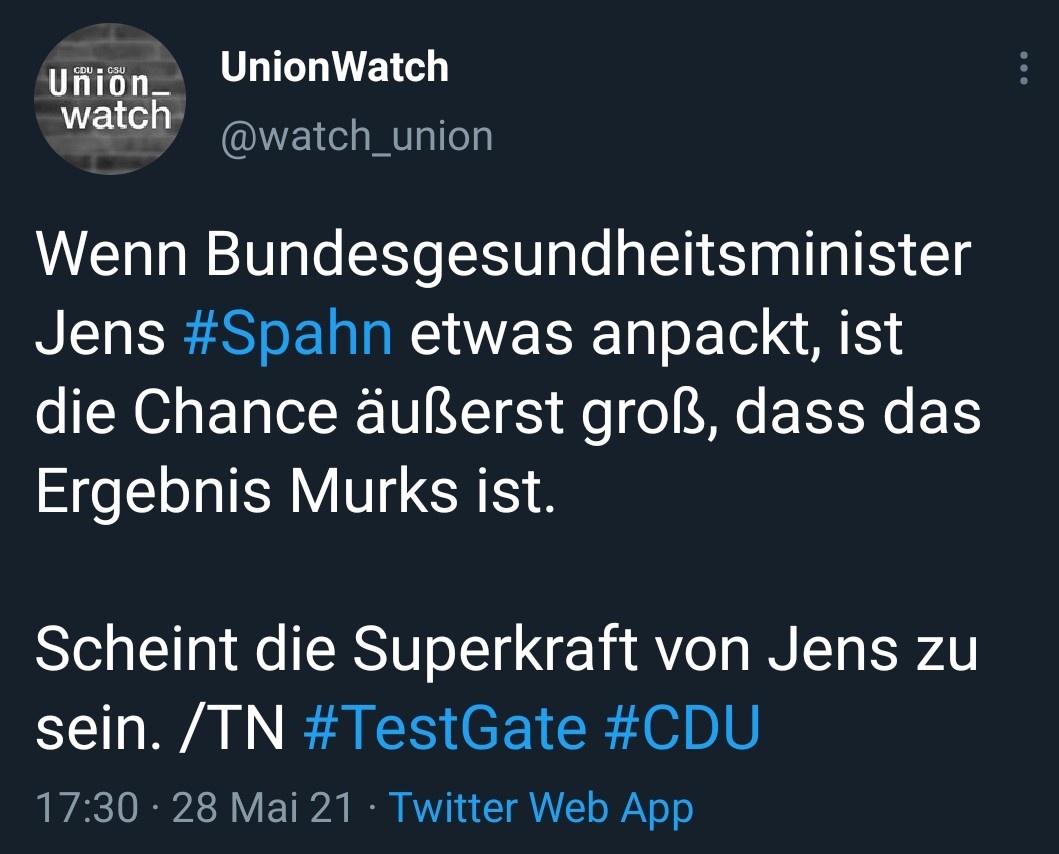 CDU CSU
Union_
watch
UnionWatch
@watch_union
Wenn Bundesgesundheitsminister
Jens #Spahn etwas anpackt, ist
die Chance äußerst groß, dass das
Ergebnis Murks ist.
Scheint die Superkraft von Jens zu
sein. /TN #TestGate #CDU
17:30 · 28 Mai 21 · Twitter Web App